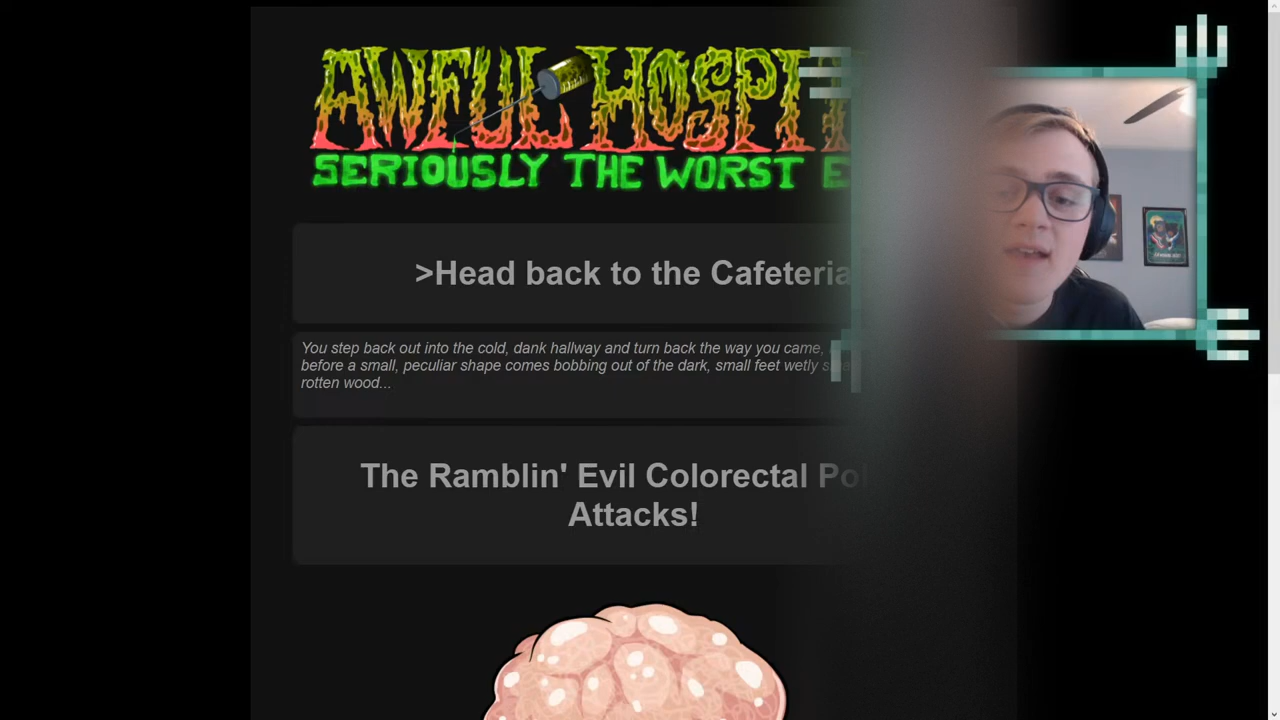 AWFUL HOSPIT
SERIOUSLY THE WORST E
>Head back to the Cafeteria
You step back out into the cold, dank hallway and turn back the way you came,
before a small, peculiar shape comes bobbing out of the dark, small feet wetly
rotten wood...
The Ramblin' Evil Colorectal Pol
Attacks!